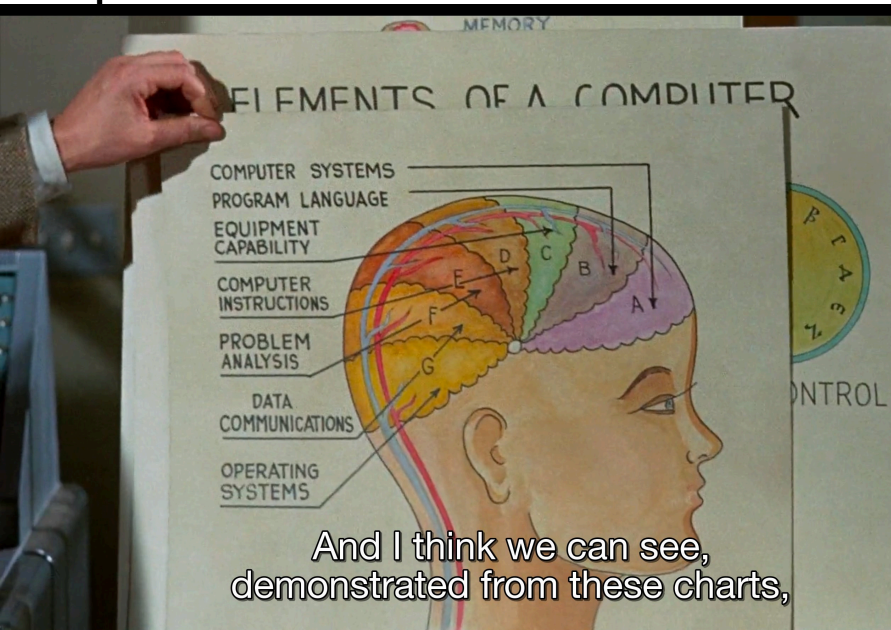 MEMORY
ELEMENTS OF A COMPUTER
COMPUTER SYSTEMS
PROGRAM LANGUAGE
EQUIPMENT
CAPABILITY
COMPUTER
INSTRUCTIONS
PROBLEM
ANALYSIS
DATA
COMMUNICATIONS
OPERATING
SYSTEMS
A
B
C
D
E
F
G
ONTROL
And I think we can see,
demonstrated from these charts,